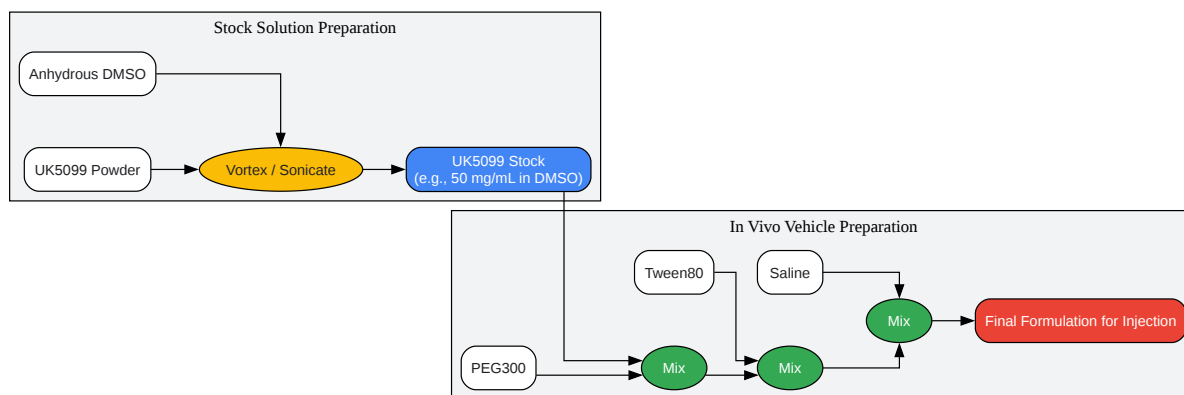 Stock Solution Preparation
Anhydrous DMSO
UK5099 Powder
Vortex / Sonicate
UK5099 Stock
(e.g., 50 mg/mL in DMSO)
In Vivo Vehicle Preparation
Tween80
Saline
Mix
Final Formulation for Injection
PEG300
Mix
Mix